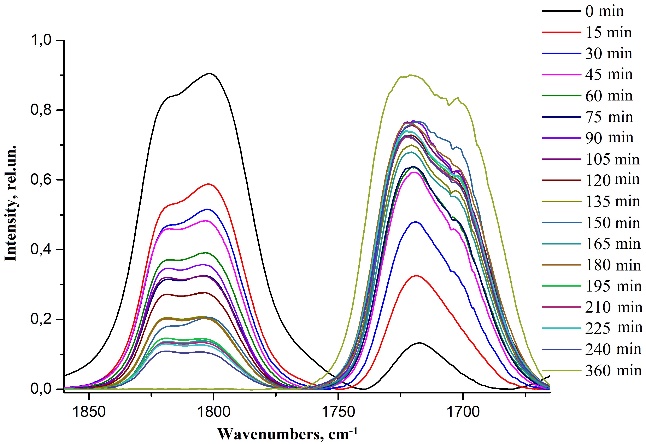 Intensity, rel.un.
1,0
0,8
0,6
0,4
0,2
0,0
1850 1800 1750 1700
Wavenumbers, cm-1
0 min
15 min
30 min
45 min
60 min
75 min
90 min
105 min
120 min
135 min
150 min
165 min
180 min
195 min
210 min
225 min
240 min
360 min